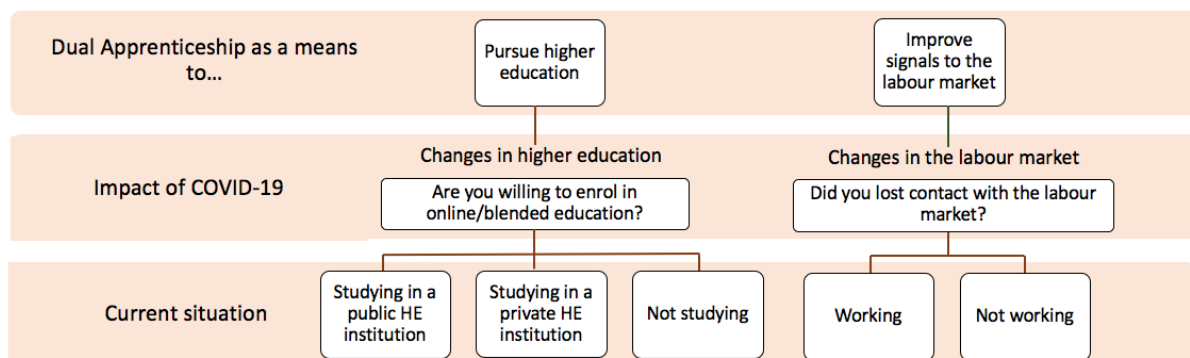 Dual Apprenticeship as a means
to...
Pursue higher
education
Improve
signals to the
labour market
Impact of COVID-19
Changes in higher education
Are you willing to enrol in
online/blended education?
Changes in the labour market
Did you lost contact with the labour
market?
Current situation
Studying in a
public HE
institution
Studying in a
private HE
institution
Not studying
Working
Not working